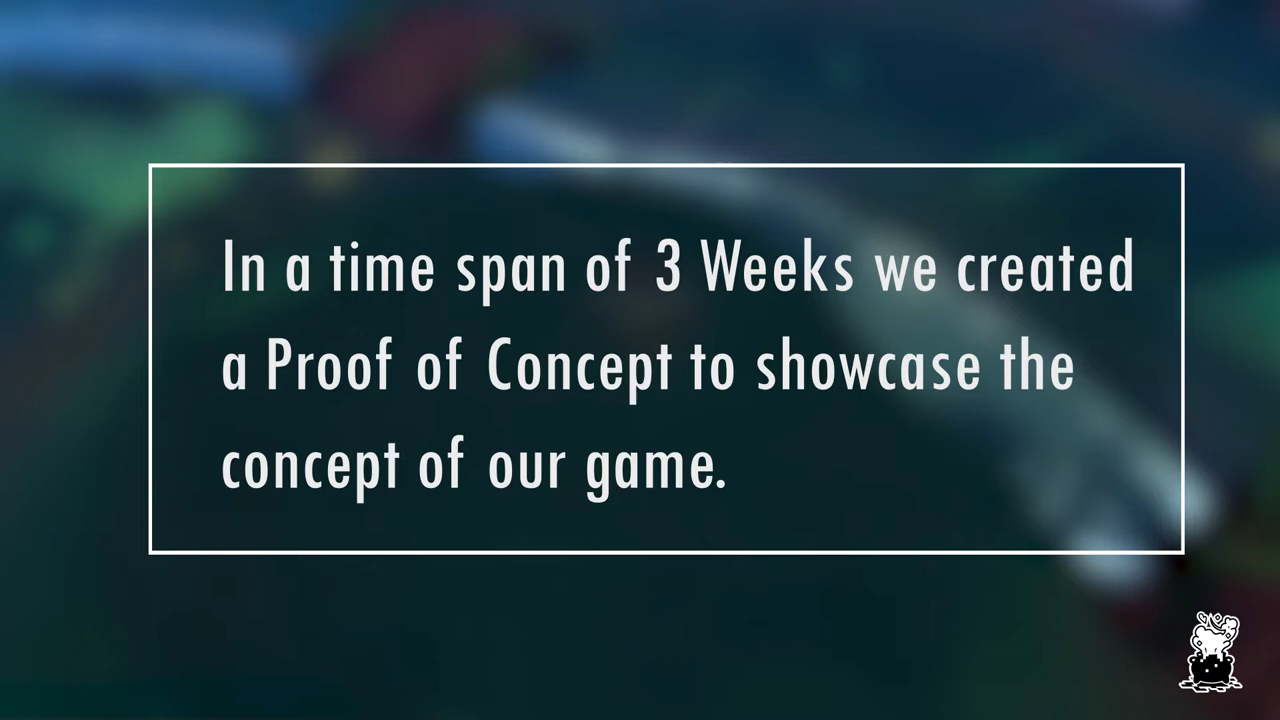 In a time span of 3 Weeks we created
a Proof of Concept to showcase the
concept of our game.